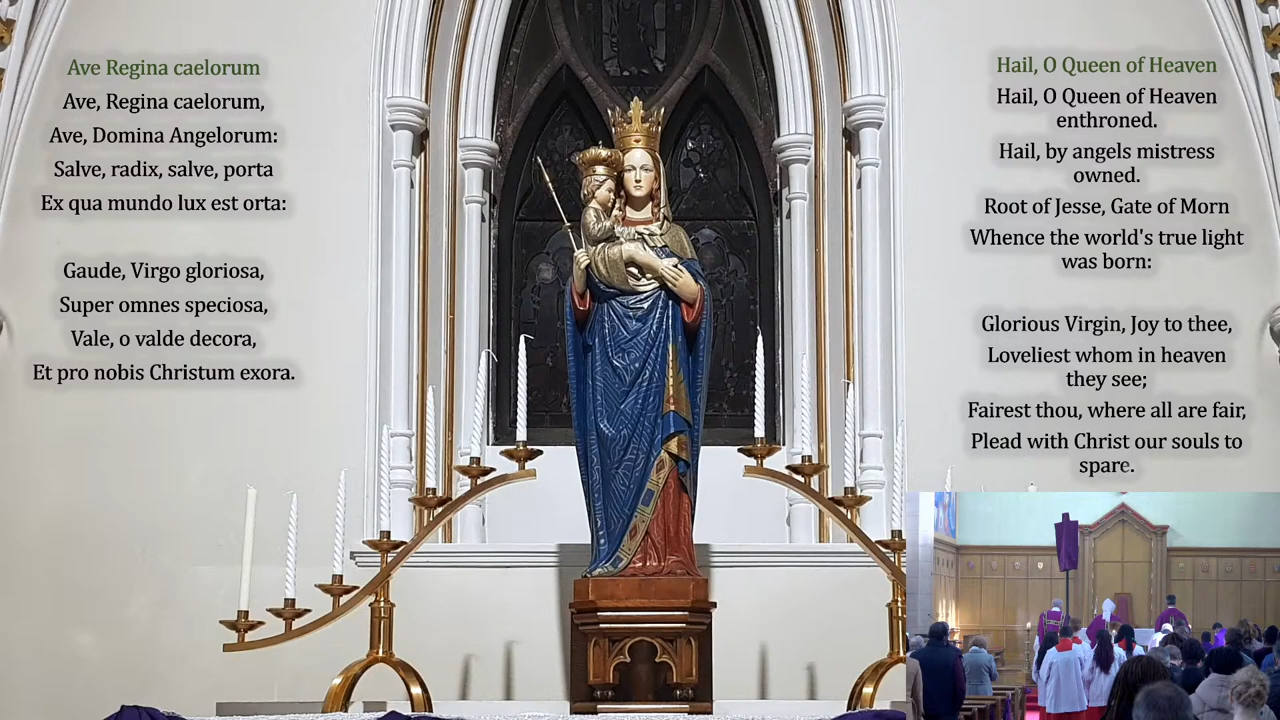 Ave Regina caelorum
Ave, Regina caelorum,
Ave, Domina Angelorum:
Salve, radix, salve, porta
Ex qua mundo lux est orta:
Gaude, Virgo gloriosa,
Super omnes speciosa,
Vale, o valde decora,
Et pro nobis Christum exora.
Hail, O Queen of Heaven
Hail, O Queen of Heaven
enthroned.
Hail, by angels mistress
owned.
Root of Jesse, Gate of Morn
Whence the world's true light
was born:
Glorious Virgin, Joy to thee,
Loveliest whom in heaven
they see;
Fairest thou, where all are fair,
Plead with Christ our souls to
spare.